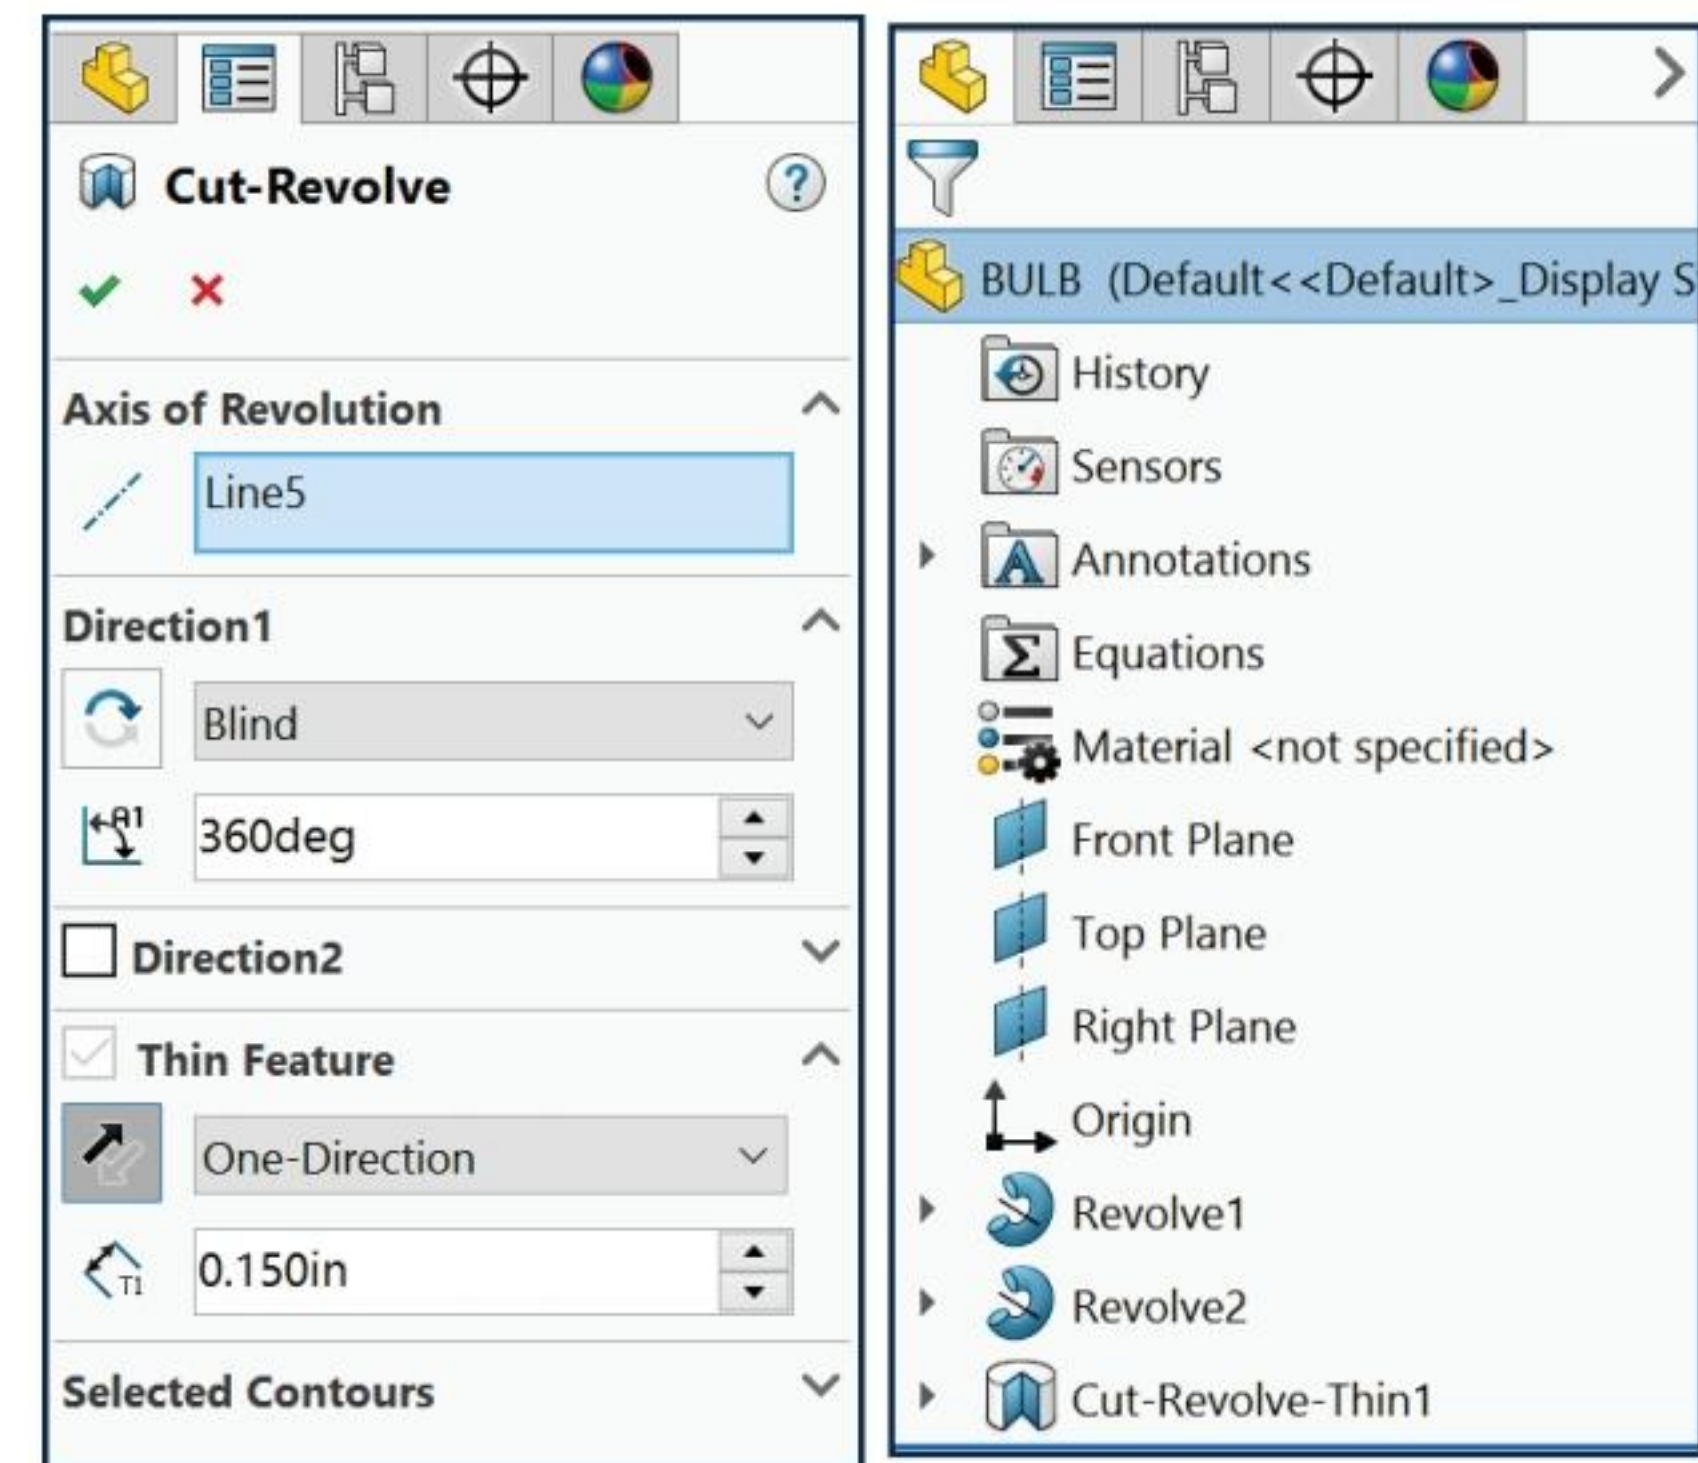 Cut-Revolve
?
Axis of Revolution
Line5
Direction1
Blind
A1
360deg
Direction2
Thin Feature
One-Direction
T1
0.150in
Selected Contours
BULB (Default<<Default>_Display S
History
Sensors
A Annotations
Σ Equations
Material <not specified>
Front Plane
Top Plane
Right Plane
Origin
Revolve1
Revolve2
Cut-Revolve-Thin1